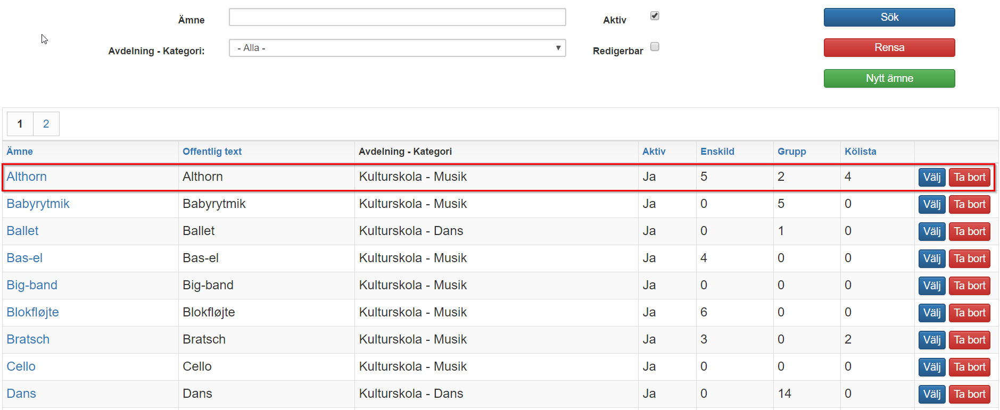 Ämne Aktiv Sök
Avdelning - Kategori: - Alla - Redigerbar Rensa
Nytt ämne
1 2
Ämne Offentlig text Avdelning - Kategori Aktiv Enskild Grupp Kölista
Althorn Althorn Kulturskola - Musik Ja 5 2 4 Välj Ta bort
Babyrytmik Babyrytmik Kulturskola - Musik Ja 0 5 0 Välj Ta bort
Ballet Ballet Kulturskola - Dans Ja 0 1 0 Välj Ta bort
Bas-el Bas-el Kulturskola - Musik Ja 4 0 0 Välj Ta bort
Big-band Big-band Kulturskola - Musik Ja 0 0 0 Välj Ta bort
Blokfløjte Blokfløjte Kulturskola - Musik Ja 6 0 0 Välj Ta bort
Bratsch Bratsch Kulturskola - Musik Ja 3 0 2 Välj Ta bort
Cello Cello Kulturskola - Musik Ja 0 0 0 Välj Ta bort
Dans Dans Kulturskola - Dans Ja 0 14 0 Välj Ta bort